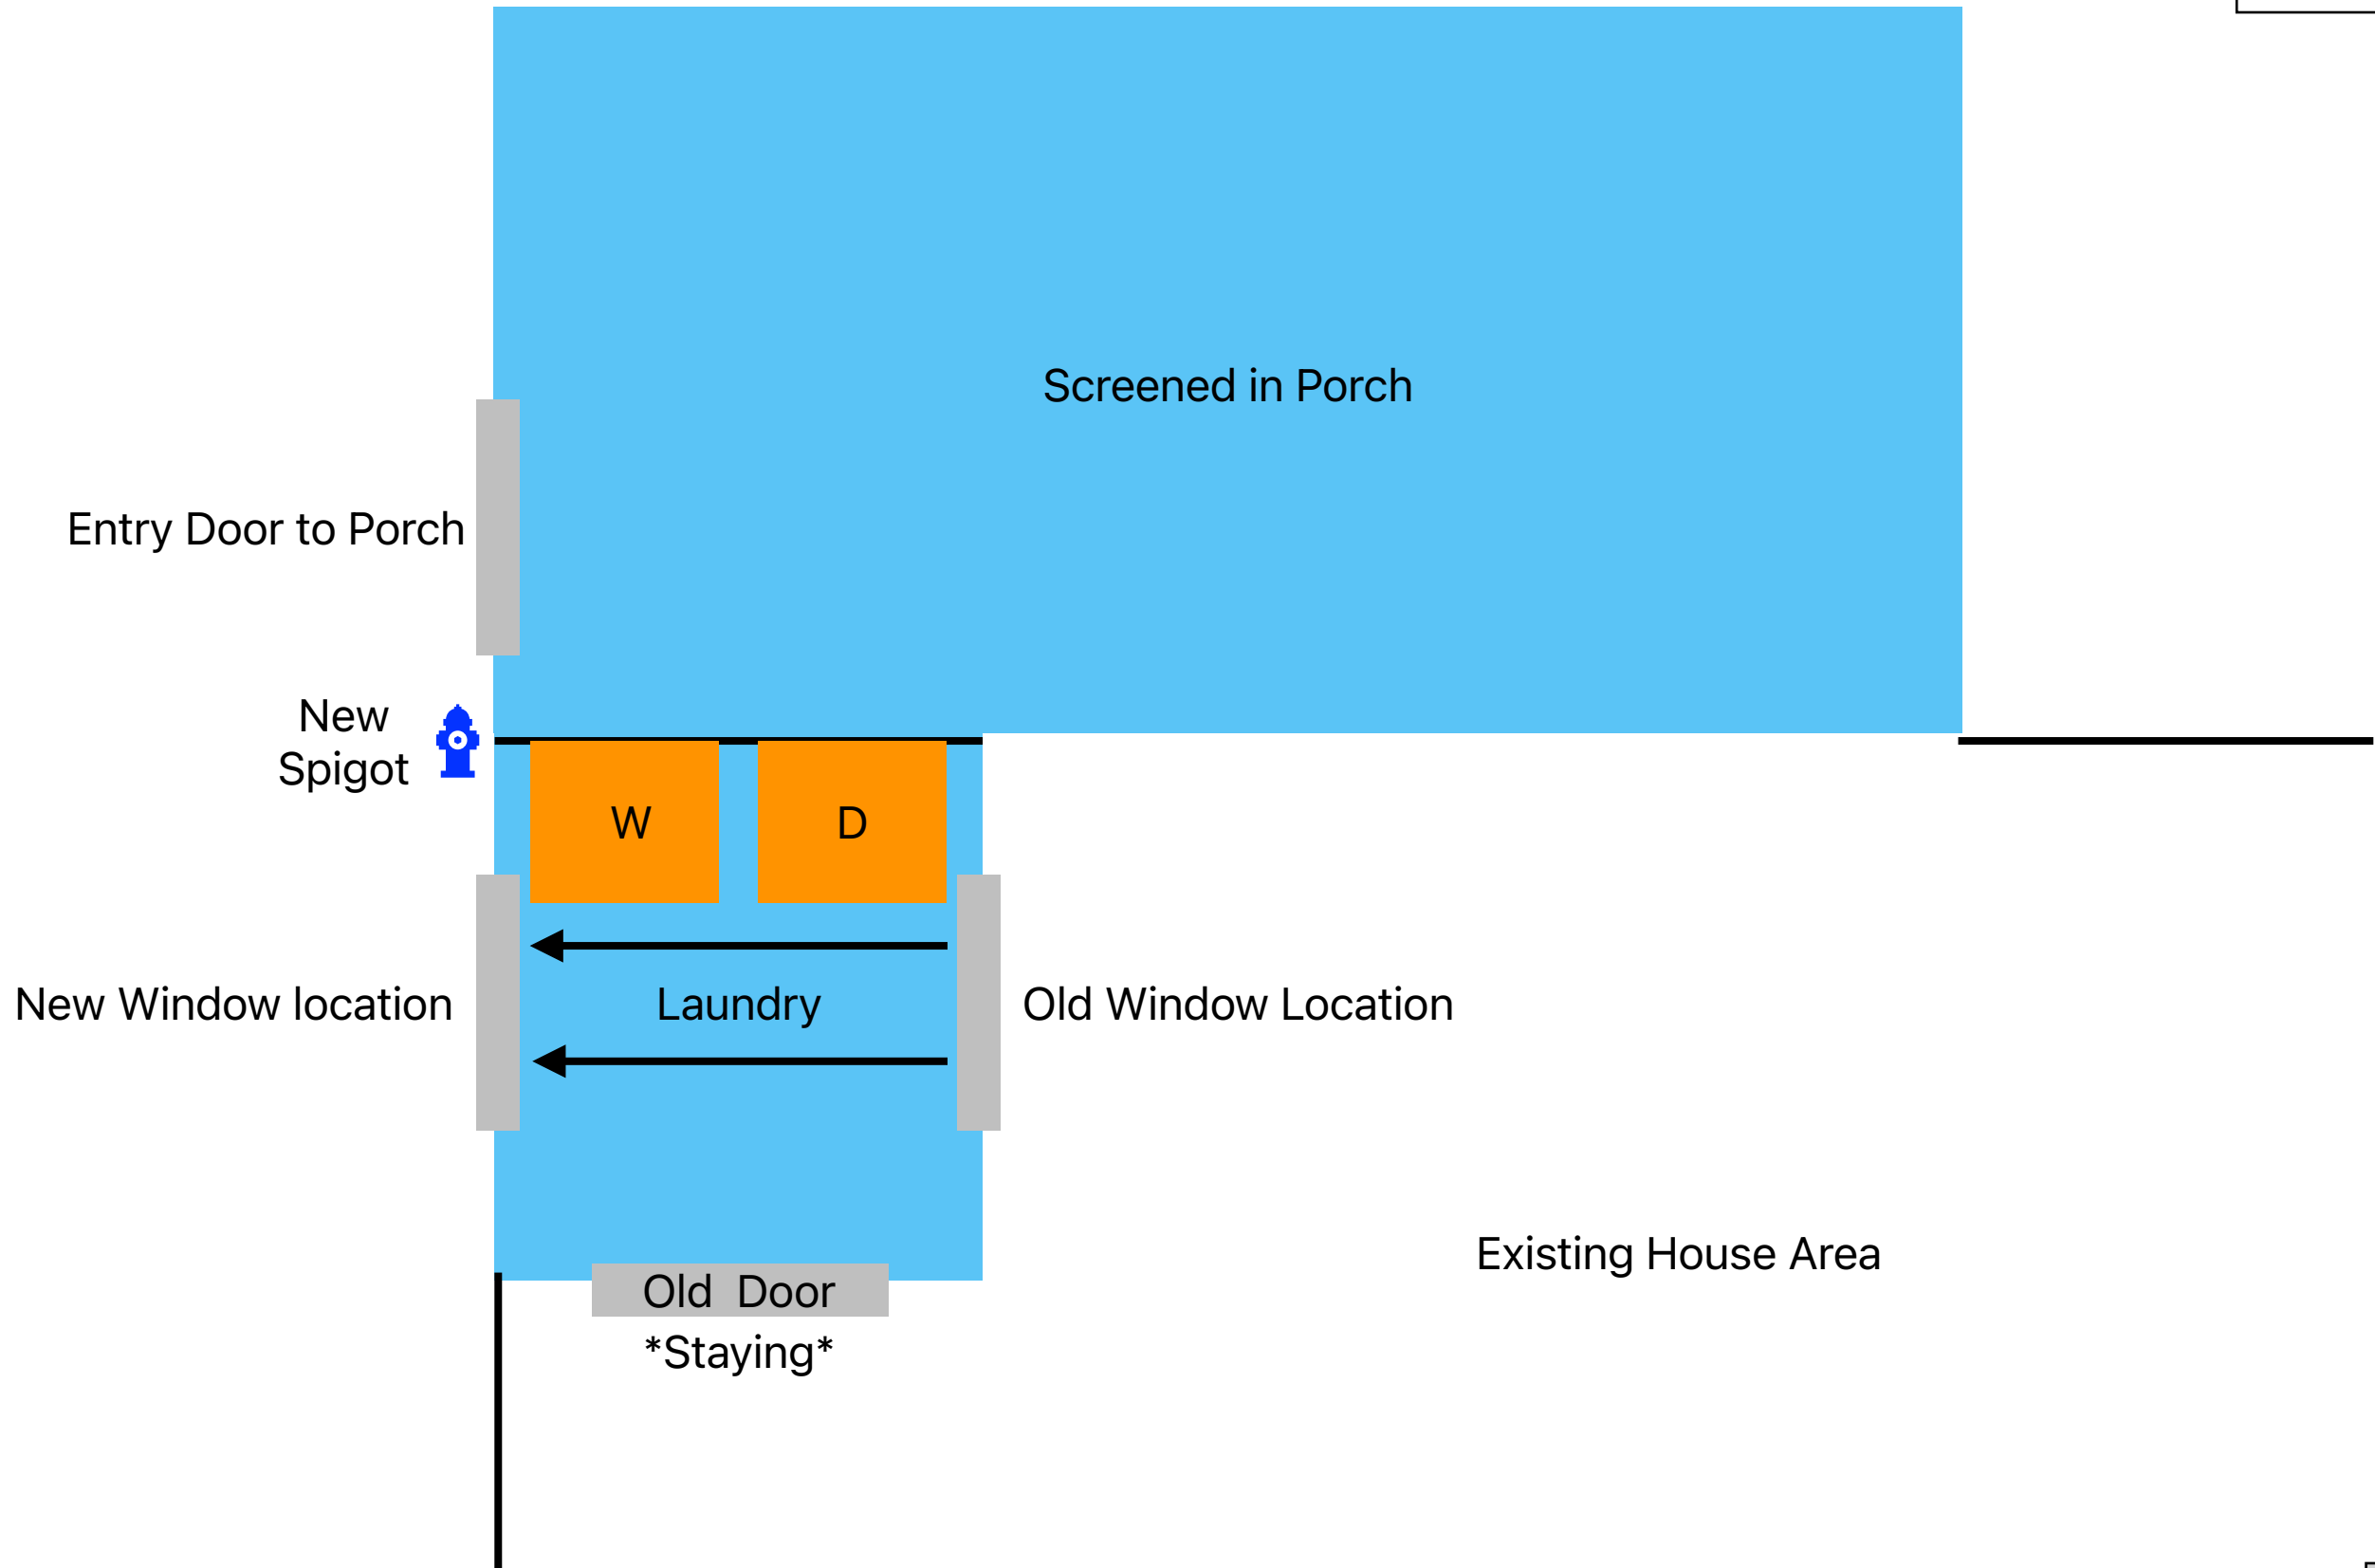 Screened in Porch
Entry Door to Porch
New
Spigot
W
D
New Window location
Laundry
Old Window Location
Existing House Area
Old Door
*Staying*